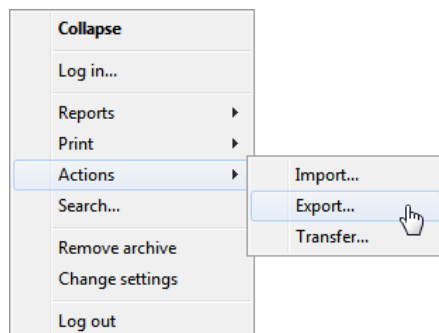 Collapse
Log in...
Reports
Print
Actions
Import...
Search...
Export...
Transfer...
Remove archive
Change settings
Log out